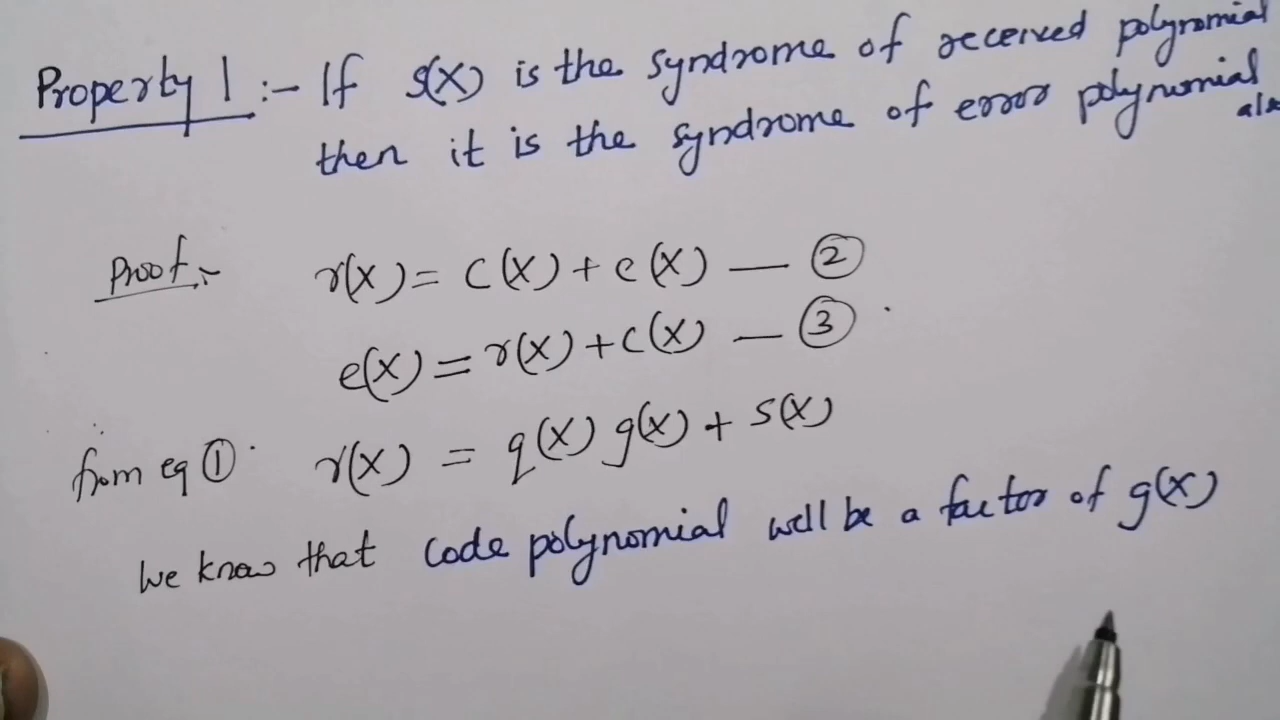 Property 1 :- If s(x) is the syndrome of received polynomial
then it is the syndrome of error polynomial
als
Proof :- r(x) = c(x) + e(x) — ②
e(x) = r(x) + c(x) — ③
from eq ① r(x) = q(x) g(x) + s(x)
We know that code polynomial will be a factor of g(x)